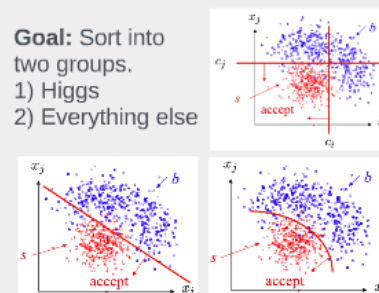 Goal: Sort into
two groups.
1) Higgs
2) Everything else
xj
b
cj
s
accept
ci
xj
b
s
accept
xi
xj
b
s
accept